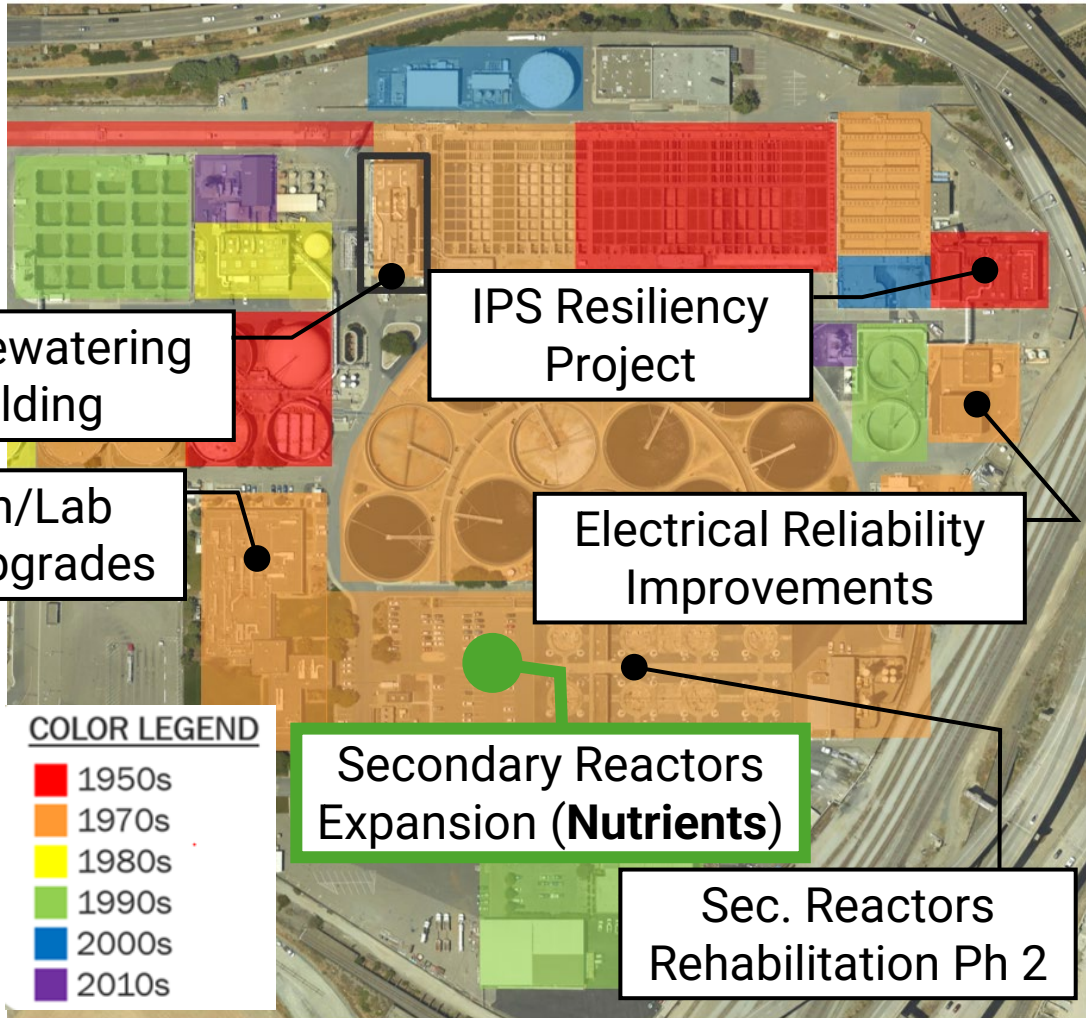 IPS Resiliency
Project
ewatering
lding
n/Lab
pgrades
Electrical Reliability
Improvements
COLOR LEGEND
1950s
1970s
1980s
1990s
2000s
2010s
Secondary Reactors
Expansion (Nutrients)
Sec. Reactors
Rehabilitation Ph 2